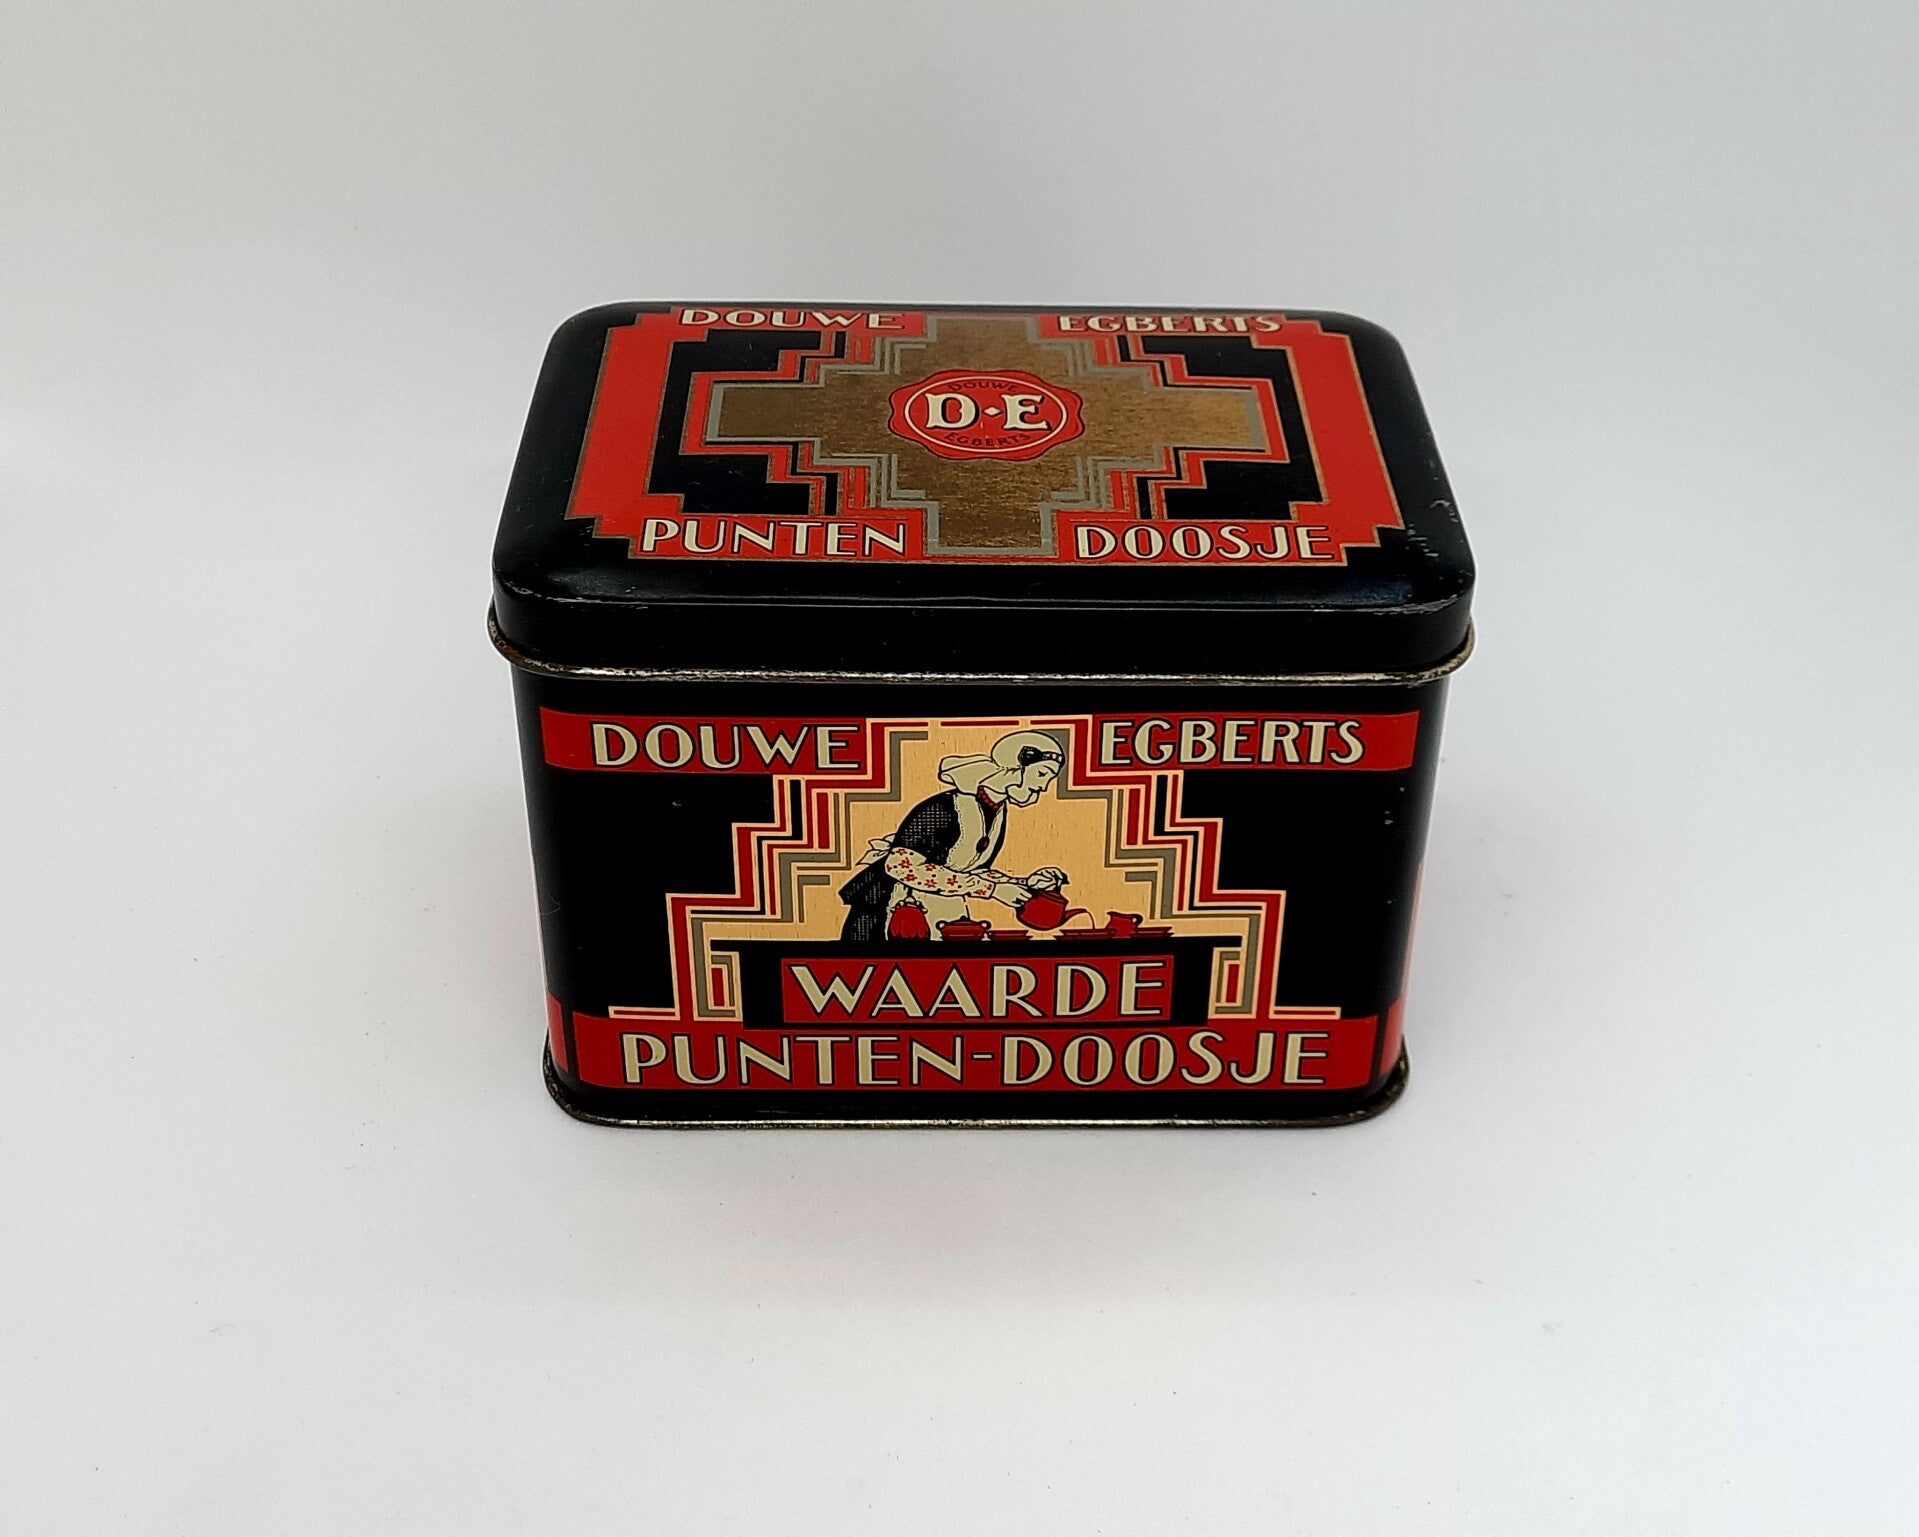 DOUWE EGBERTS
DOUWE
D·E
EGBERTS
PUNTEN DOOSJE
DOUWE EGBERTS
WAARDE
PUNTEN-DOOSJE